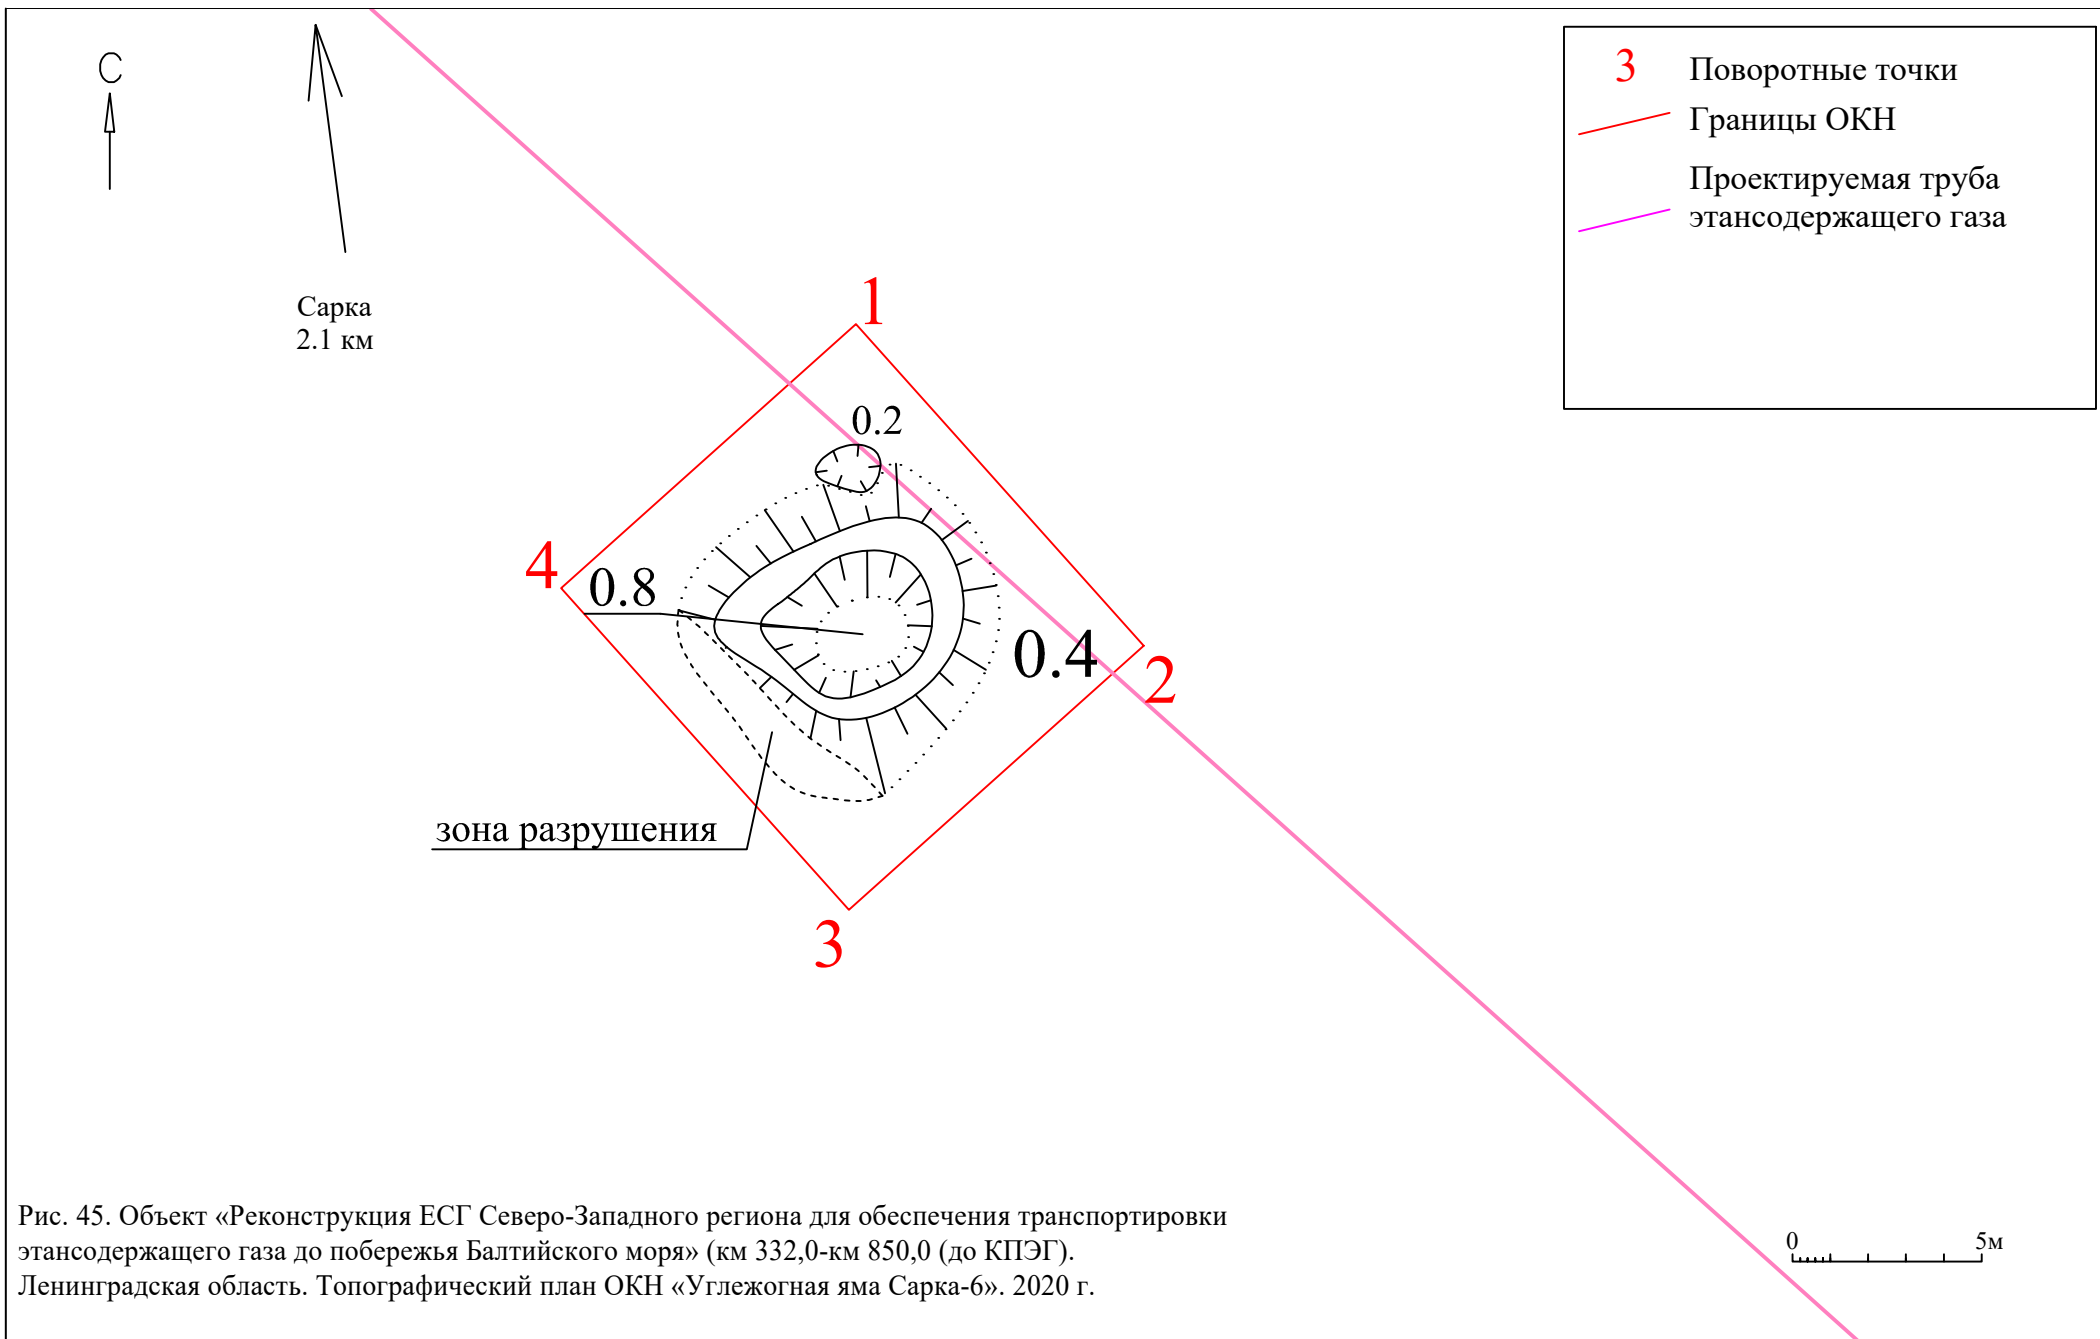 С
Сарка
2.1 км
3 Поворотные точки
Границы ОКН
Проектируемая труба
этансодержащего газа
1
0.2
4
0.8
0.4
2
зона разрушения
3
Рис. 45. Объект «Реконструкция ЕСГ Северо-Западного региона для обеспечения транспортировки
этансодержащего газа до побережья Балтийского моря» (км 332,0-км 850,0 (до КПЭГ).
Ленинградская область. Топографический план ОКН «Углежогная яма Сарка-6». 2020 г.
0 5м